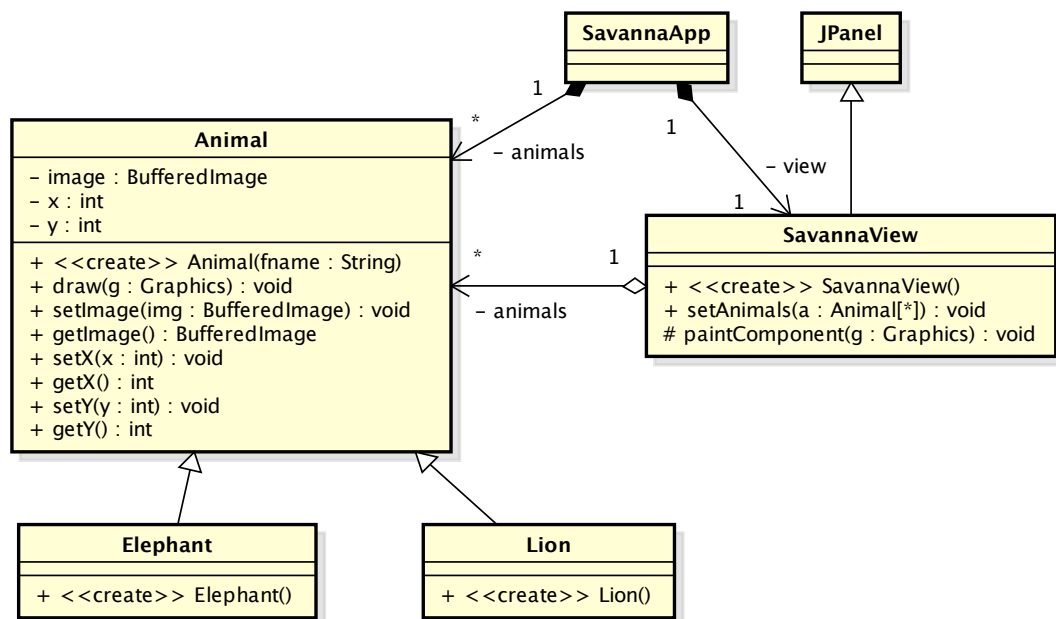 SavannaApp
JPanel
1
*
– animals
1
– view
1
Animal
– image : BufferedImage
– x : int
– y : int
+ <<create>> Animal(fname : String)
+ draw(g : Graphics) : void
+ setImage(img : BufferedImage) : void
+ getImage() : BufferedImage
+ setX(x : int) : void
+ getX() : int
+ setY(y : int) : void
+ getY() : int
*
1
– animals
SavannaView
+ <<create>> SavannaView()
+ setAnimals(a : Animal[*]) : void
# paintComponent(g : Graphics) : void
Elephant
+ <<create>> Elephant()
Lion
+ <<create>> Lion()